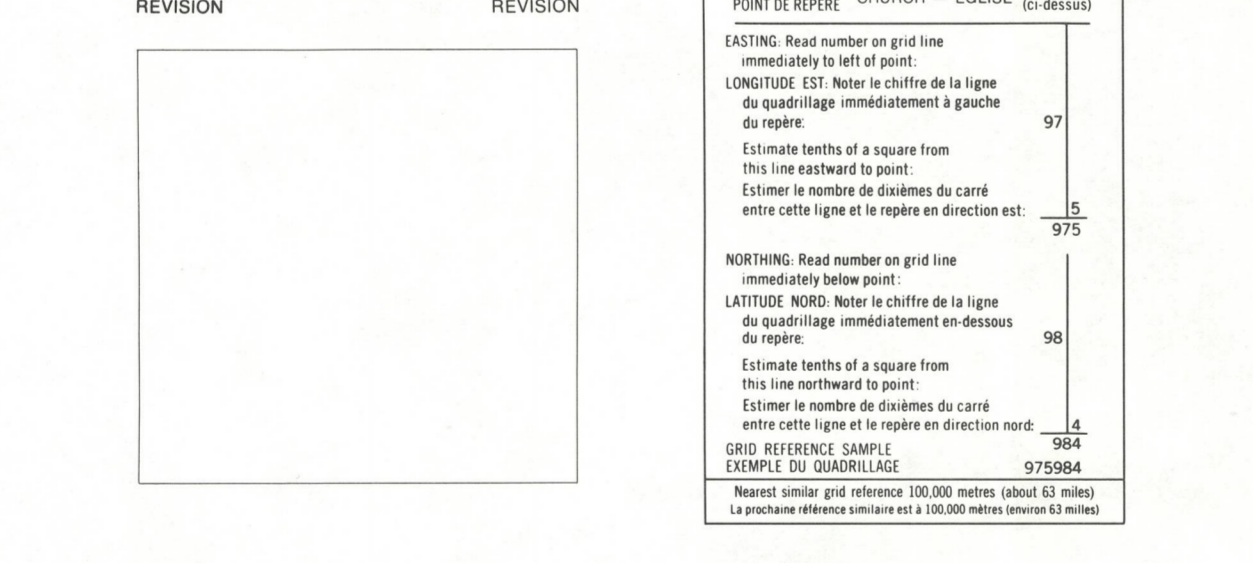 REVISION
REVISION
POINT DE REPÈRE CHURCH — ÉGLISE (ci-dessus)
EASTING: Read number on grid line
immediately to left of point:
LONGITUDE EST: Noter le chiffre de la ligne
du quadrillage immédiatement à gauche
du repère: 97
Estimate tenths of a square from
this line eastward to point:
Estimer le nombre de dixièmes du carré
entre cette ligne et le repère en direction est: 5
975
NORTHING: Read number on grid line
immediately below point:
LATITUDE NORD: Noter le chiffre de la ligne
du quadrillage immédiatement en-dessous
du repère: 98
Estimate tenths of a square from
this line northward to point:
Estimer le nombre de dixièmes du carré
entre cette ligne et le repère en direction nord: 4
GRID REFERENCE SAMPLE 984
EXEMPLE DU QUADRILLAGE 975984
Nearest similar grid reference 100,000 metres (about 63 miles)
La prochaine référence similaire est à 100,000 mètres (environ 63 milles)